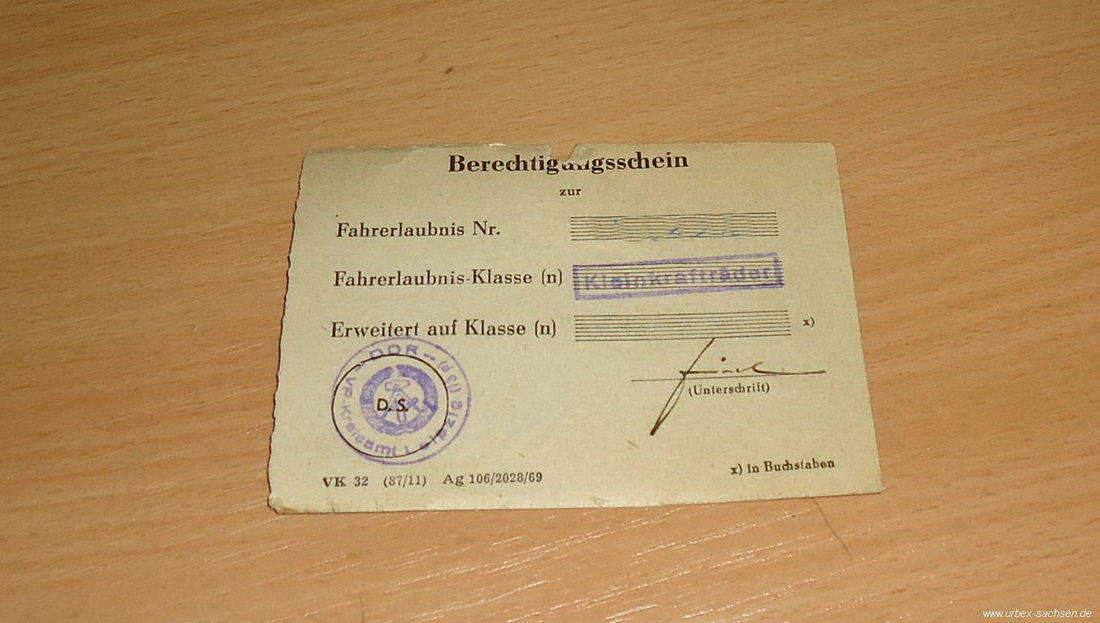 Berechtigungsschein
zur
Fahrerlaubnis Nr.
Fahrerlaubnis-Klasse (n) Kleinkrafträder
Erweitert auf Klasse (n) x)
DDR
VP-Kreisamt Leipzig
D.S.
(Unterschrift)
x) in Buchstaben
VK 32 (87/11) Ag 106/2028/69
www.urbex-sachsen.de